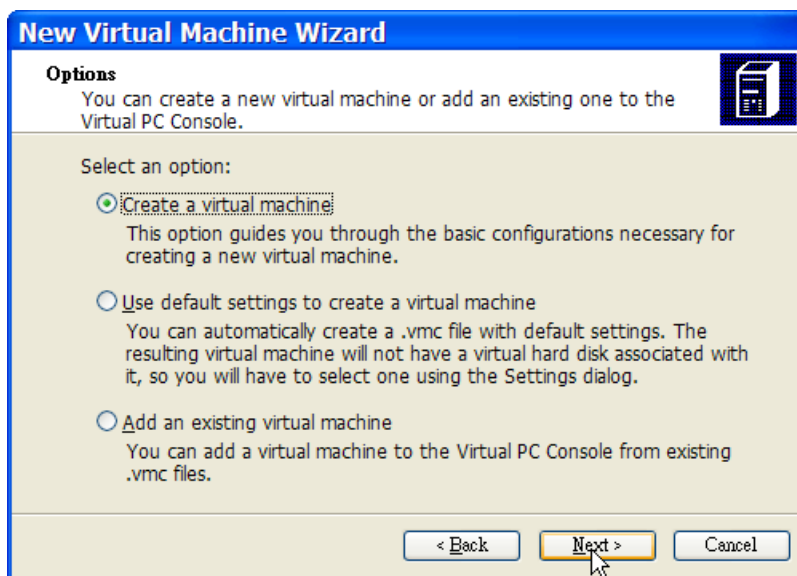 New Virtual Machine Wizard
Options
You can create a new virtual machine or add an existing one to the
Virtual PC Console.
Select an option:
Create a virtual machine
This option guides you through the basic configurations necessary for
creating a new virtual machine.
Use default settings to create a virtual machine
You can automatically create a .vmc file with default settings. The
resulting virtual machine will not have a virtual hard disk associated with
it, so you will have to select one using the Settings dialog.
Add an existing virtual machine
You can add a virtual machine to the Virtual PC Console from existing
.vmc files.
< Back Next > Cancel